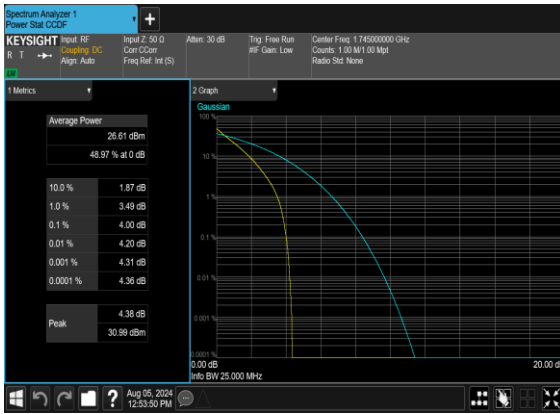 Spectrum Analyzer 1
Power Stat CCDF
KEYSIGHT
R T
LXI
Input: RF
Coupling: DC
Align: Auto
Input Z: 50 Ω
Corr CCorr
Freq Ref: Int (S)
Atten: 30 dB
Trig: Free Run
#IF Gain: Low
Center Freq: 1.745000000 GHz
Counts: 1.00 M/1.00 Mpt
Radio Std: None
1 Metrics
Average Power
26.61 dBm
48.97 % at 0 dB
10.0 % 1.87 dB
1.0 % 3.49 dB
0.1 % 4.00 dB
0.01 % 4.20 dB
0.001 % 4.31 dB
0.0001 % 4.36 dB
Peak
4.38 dB
30.99 dBm
2 Graph
Gaussian
100 %
10 %
1 %
0.1 %
0.01 %
0.001 %
0.0001 %
0.00 dB
20.00 d
Info BW 25.000 MHz
?
Aug 05, 2024
12:53:50 PM